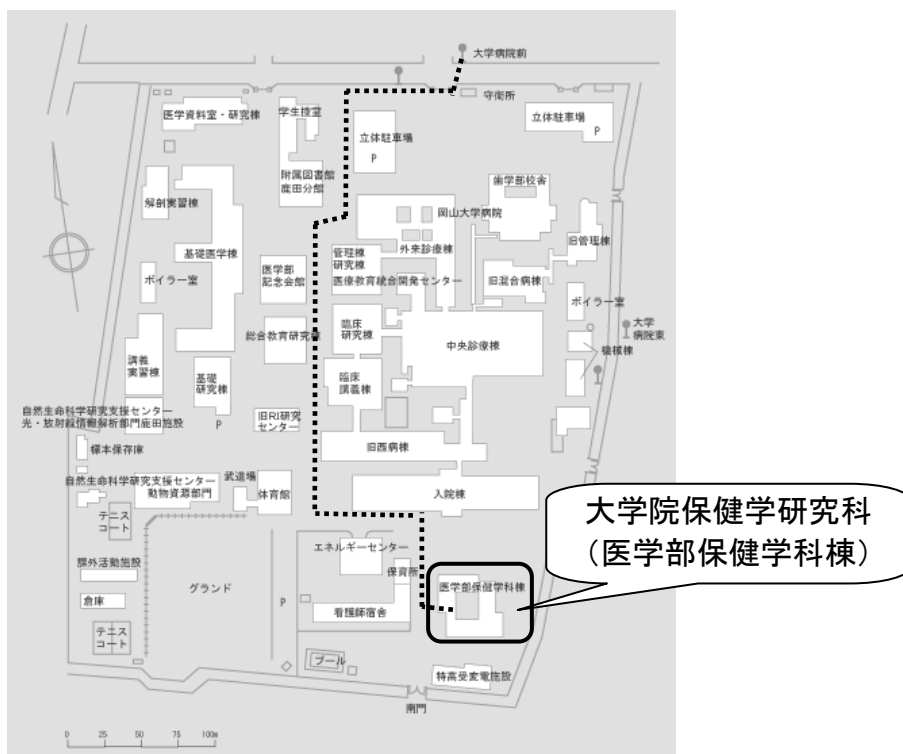 大学病院前
守衛所
医学資料室・研究棟
学生控室
立体駐車場
P
立体駐車場
P
附属図書館
鹿田分館
歯学部校舎
解剖実習棟
岡山大学病院
基礎医学棟
管理棟
研究棟
外来診療棟
旧管理棟
医学部
記念会館
医療教育統合開発センター
旧混合病棟
ボイラー室
ボイラー室
総合教育研究棟
臨床
研究棟
中央診療棟
大学
病院東
機械棟
講義
実習棟
基礎
研究棟
臨床
講義棟
自然生命科学研究支援センター
光・放射線情報解析部門鹿田施設
P
旧RI研究
センター
標本保存庫
旧西病棟
自然生命科学研究支援センター
動物資源部門
武道場
体育館
入院棟
大学院保健学研究科
(医学部保健学科棟)
テニス
コート
エネルギーセンター
課外活動施設
保育所
グランド
医学部保健学科棟
倉庫
P
看護師宿舎
テニス
コート
プール
特高受変電施設
南門
0 25 50 75 100m